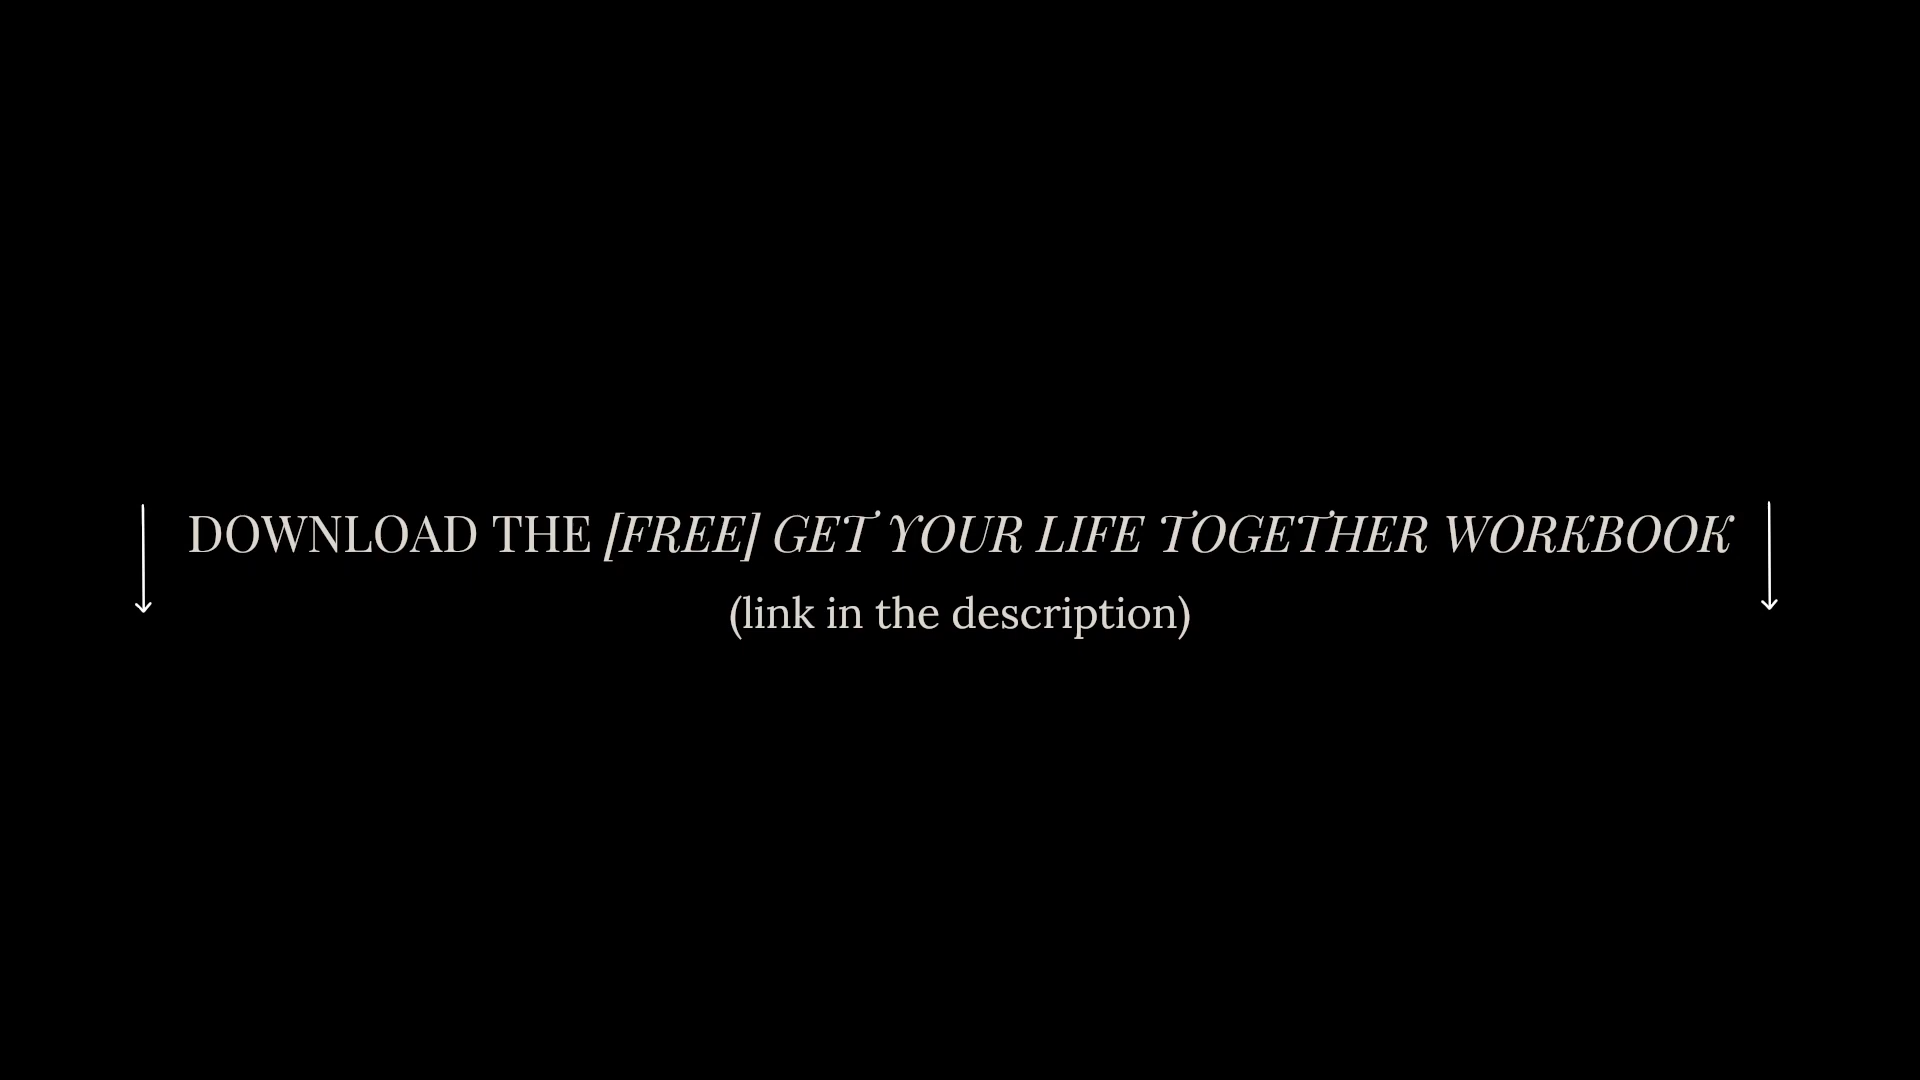 DOWNLOAD THE [FREE] GET YOUR LIFE TOGETHER WORKBOOK
(link in the description)